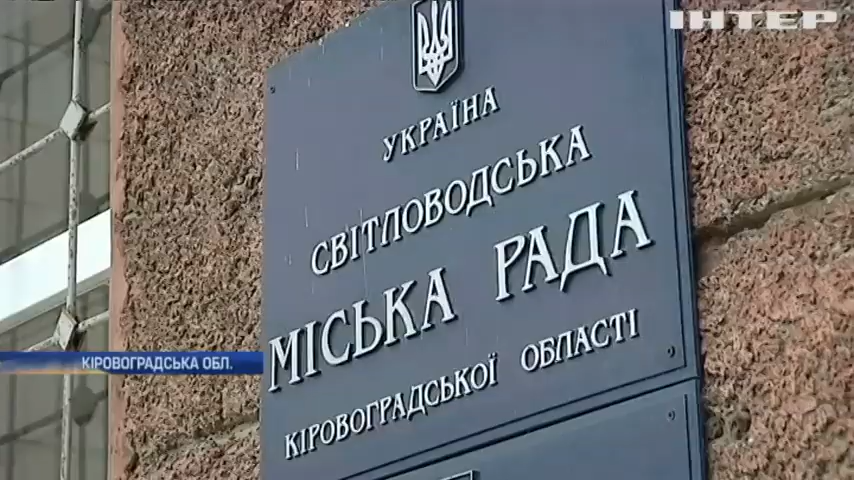 ІНТЕР
УКРАЇНА
СВІТЛОВОДСЬКА
МІСЬКА РАДА
КІРОВОГРАДСЬКОЇ ОБЛАСТІ
КІРОВОГРАДСЬКА ОБЛ.